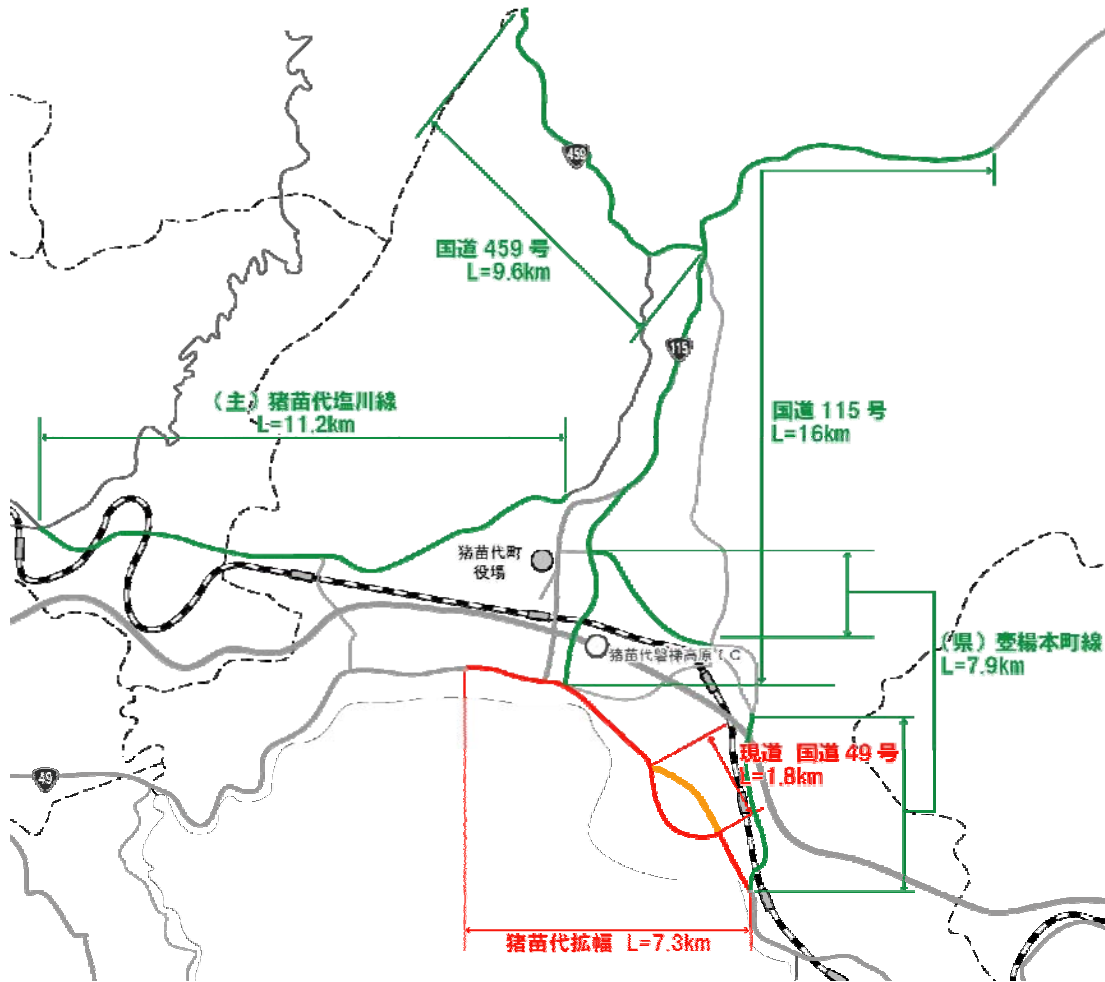 459
国道 459 号
L=9.6km
115
(主)猪苗代塩川線
L=11.2km
国道 115 号
L=16km
猪苗代町
役場
猪苗代磐梯高原IC
(県)壺楊本町線
L=7.9km
現道 国道 49 号
L=1.8km
49
猪苗代拡幅 L=7.3km